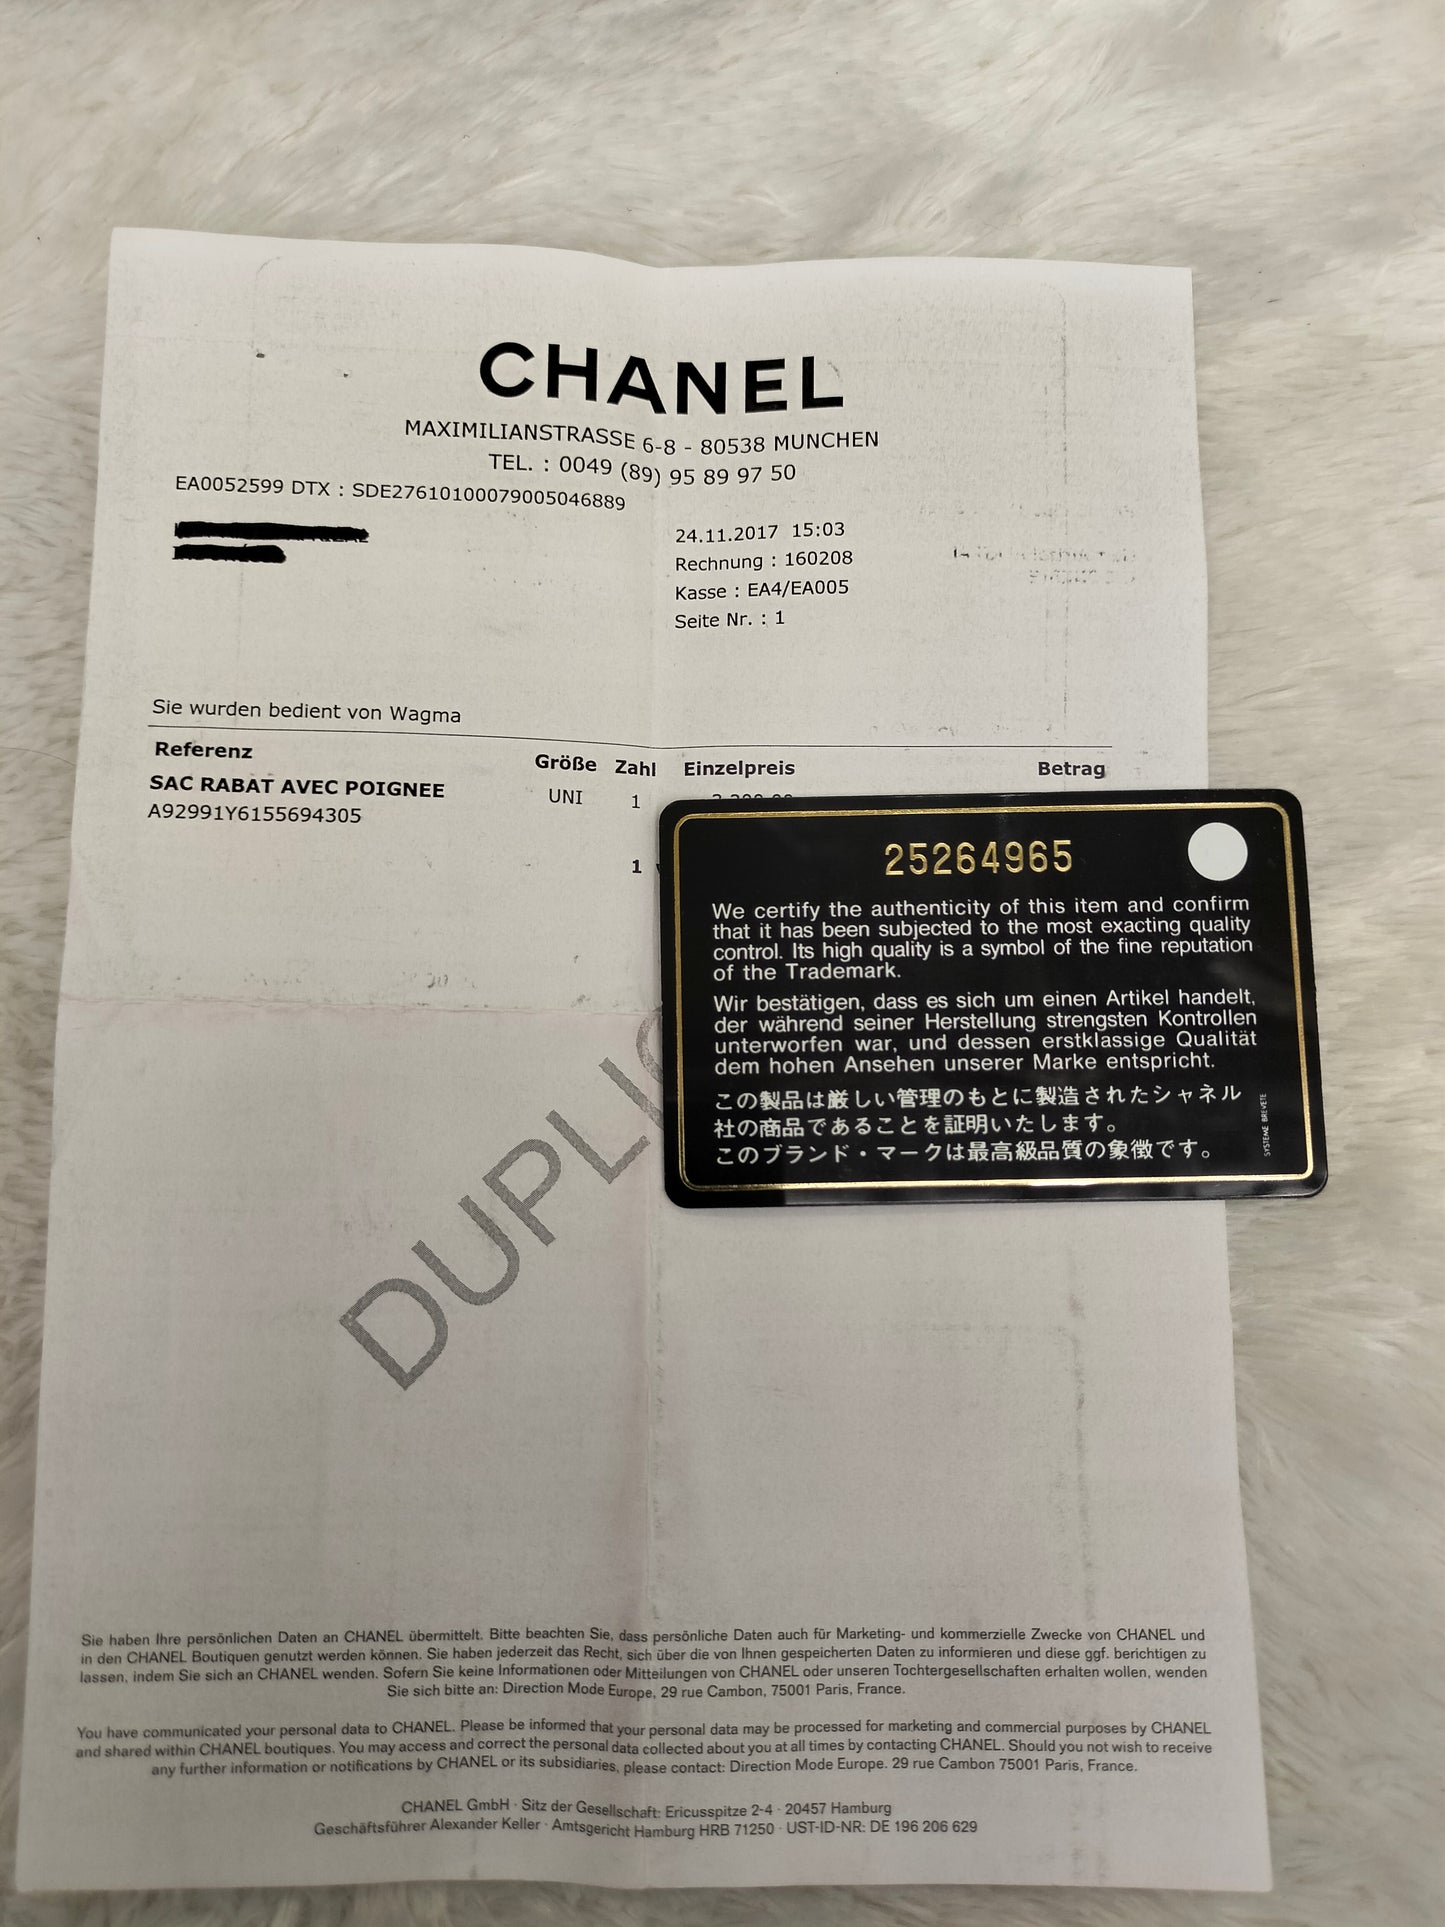 CHANEL
MAXIMILIANSTRASSE 6-8 - 80538 MUNCHEN
TEL. : 0049 (89) 95 89 97 50
EA0052599 DTX : SDE27610100079005046889
24.11.2017 15:03
Rechnung : 160208
Kasse : EA4/EA005
Seite Nr. : 1
Sie wurden bedient von Wagma
Referenz Größe Zahl Einzelpreis Betrag
SAC RABAT AVEC POIGNEE UNI 1
A92991Y6155694305
1
DUPLI
25264965
We certify the authenticity of this item and confirm
that it has been subjected to the most exacting quality
control. Its high quality is a symbol of the fine reputation
of the Trademark.
Wir bestätigen, dass es sich um einen Artikel handelt,
der während seiner Herstellung strengsten Kontrollen
unterworfen war, und dessen erstklassige Qualität
dem hohen Ansehen unserer Marke entspricht.
この製品は厳しい管理のもとに製造されたシャネル
社の商品であることを証明いたします。
このブランド・マークは最高級品質の象徴です。
SYSTEME BREVETE
Sie haben Ihre persönlichen Daten an CHANEL übermittelt. Bitte beachten Sie, dass persönliche Daten auch für Marketing- und kommerzielle Zwecke von CHANEL und
in den CHANEL Boutiquen genutzt werden können. Sie haben jederzeit das Recht, sich über die von Ihnen gespeicherten Daten zu informieren und diese ggf. berichtigen zu
lassen, indem Sie sich an CHANEL wenden. Sofern Sie keine Informationen oder Mitteilungen von CHANEL oder unseren Tochtergesellschaften erhalten wollen, wenden
Sie sich bitte an: Direction Mode Europe, 29 rue Cambon, 75001 Paris, France.
You have communicated your personal data to CHANEL. Please be informed that your personal data may be processed for marketing and commercial purposes by CHANEL
and shared within CHANEL boutiques. You may access and correct the personal data collected about you at all times by contacting CHANEL. Should you not wish to receive
any further information or notifications by CHANEL or its subsidiaries, please contact: Direction Mode Europe. 29 rue Cambon 75001 Paris, France.
CHANEL GmbH · Sitz der Gesellschaft: Ericusspitze 2-4 · 20457 Hamburg
Geschäftsführer Alexander Keller · Amtsgericht Hamburg HRB 71250 · UST-ID-NR: DE 196 206 629